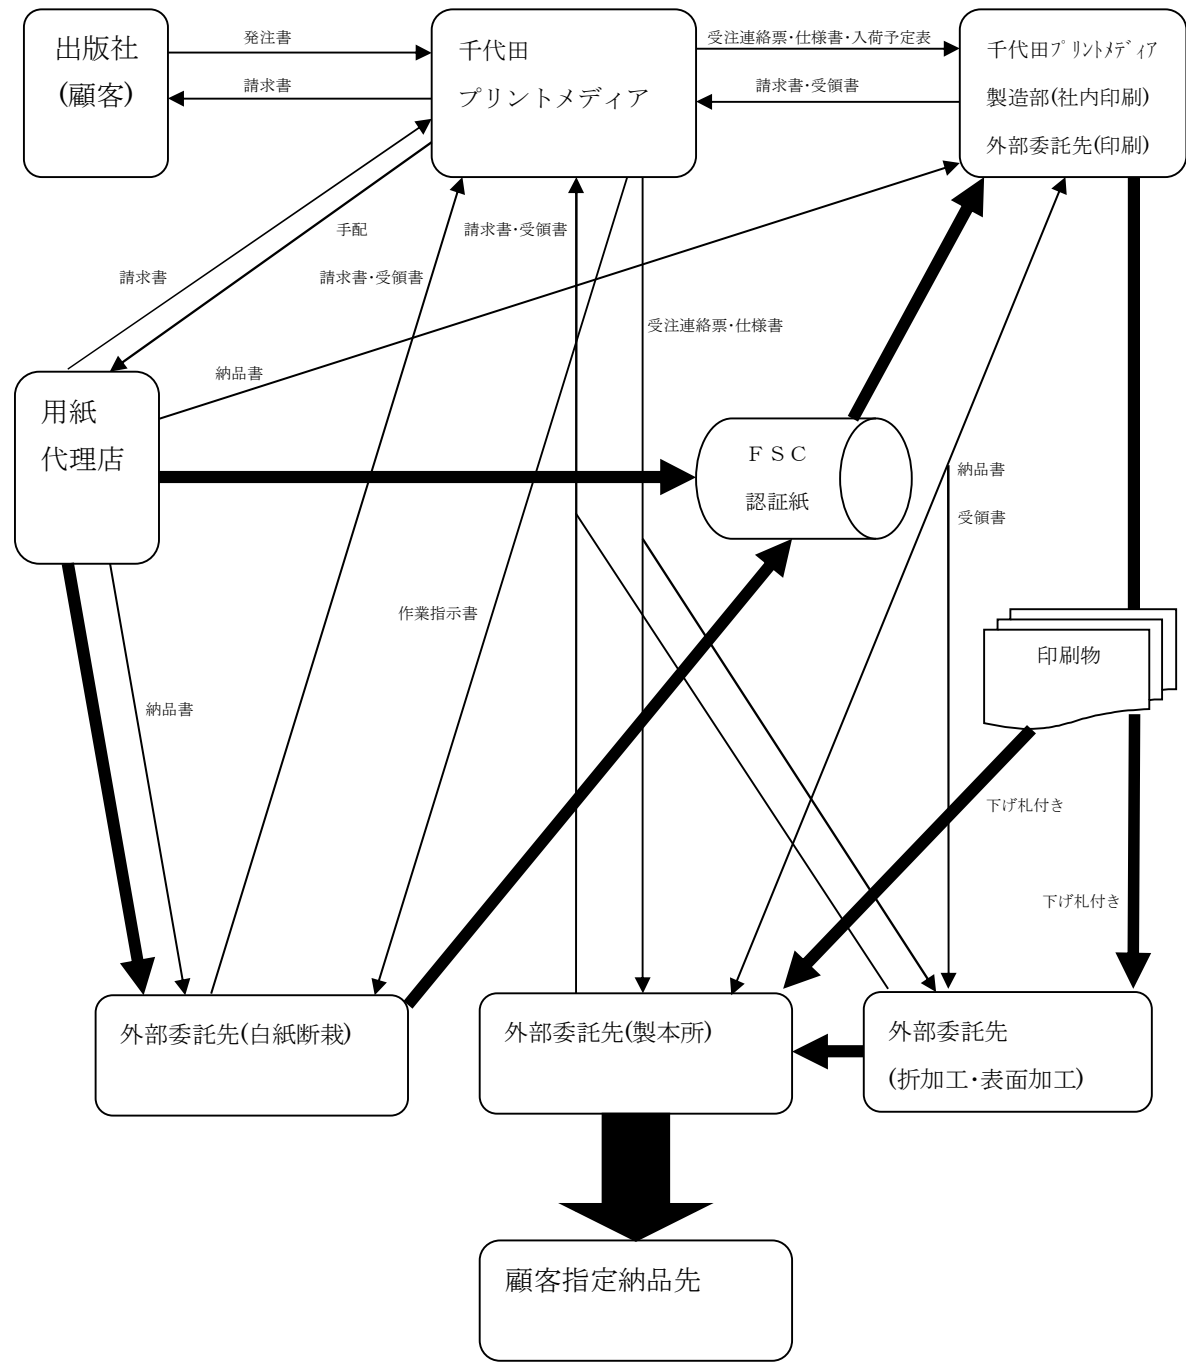 出版社
(顧客)
発注書
請求書
千代田
プリントメディア
受注連絡票・仕様書・入荷予定表
請求書・受領書
千代田プリントメディア
製造部(社内印刷)
外部委託先(印刷)
手配
請求書・受領書
請求書
請求書・受領書
受注連絡票・仕様書
納品書
用紙
代理店
ＦＳＣ
認証紙
納品書
受領書
作業指示書
印刷物
納品書
下げ札付き
下げ札付き
外部委託先(白紙断裁)
外部委託先(製本所)
外部委託先
(折加工・表面加工)
顧客指定納品先